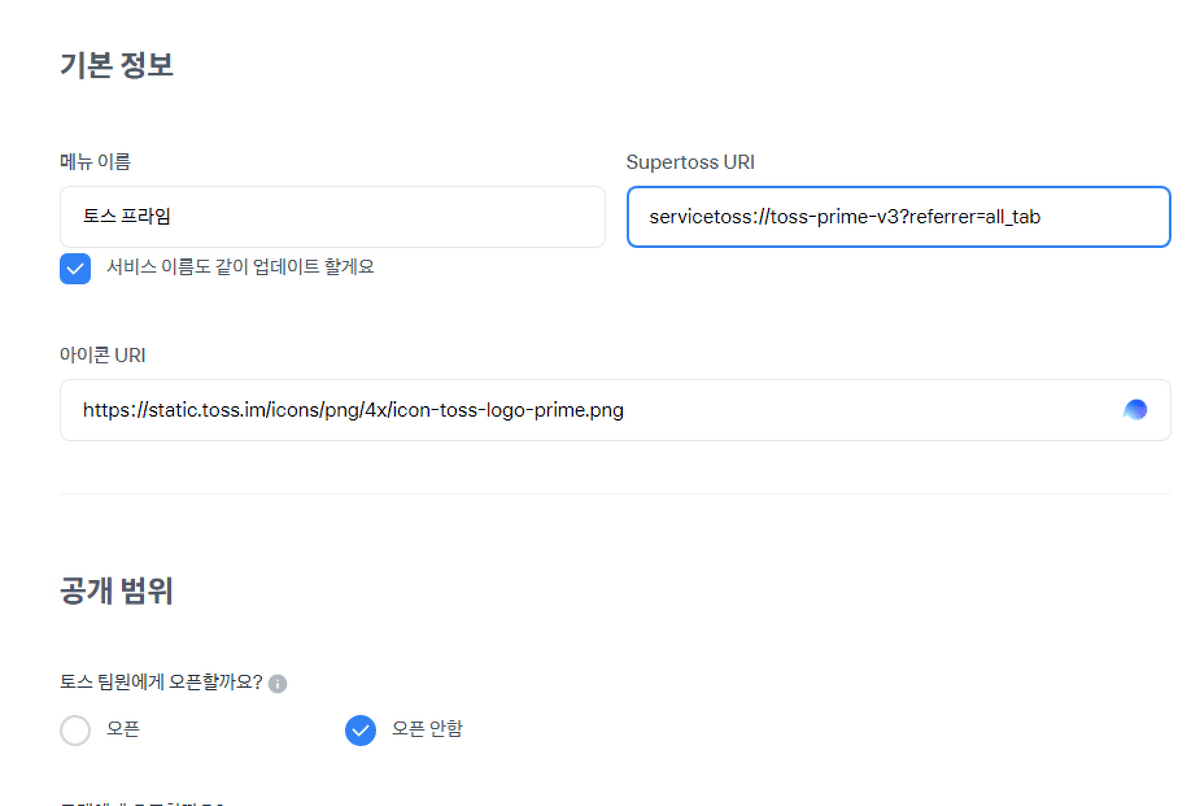 기본 정보
메뉴 이름
Supertoss URI
토스 프라임
servicetoss://toss-prime-v3?referrer=all_tab
서비스 이름도 같이 업데이트 할게요
아이콘 URI
https://static.toss.im/icons/png/4x/icon-toss-logo-prime.png
공개 범위
토스 팀원에게 오픈할까요?
오픈
오픈 안함